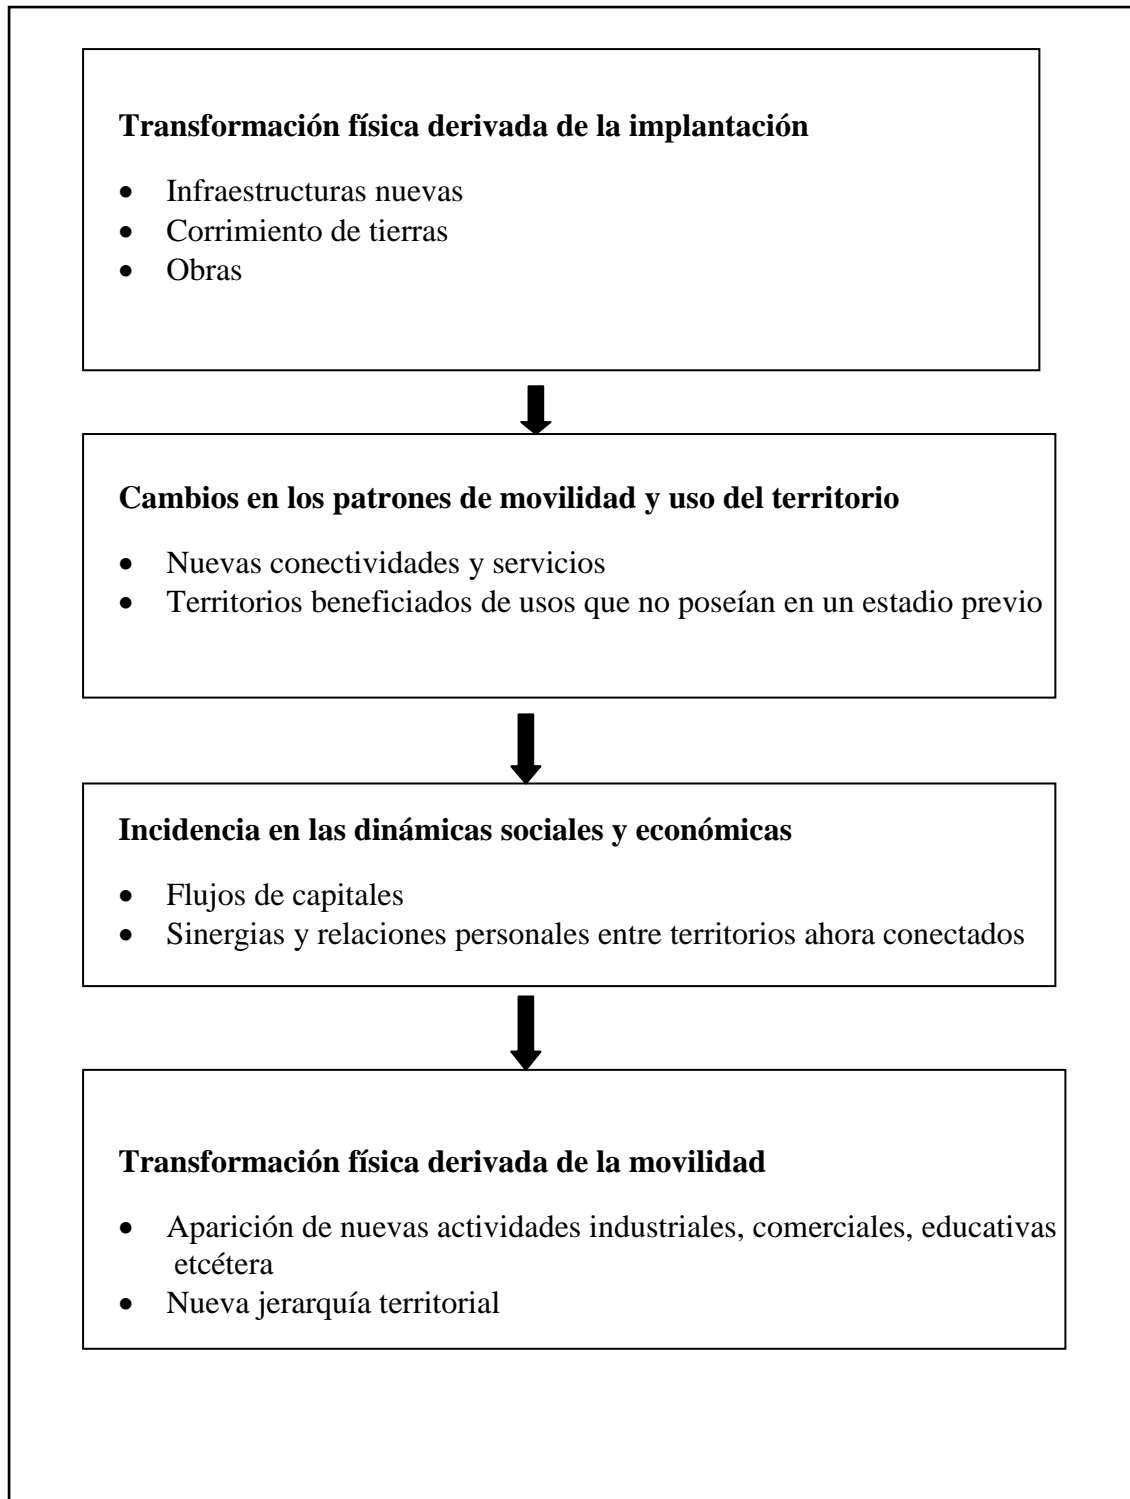 Transformación física derivada de la implantación
• Infraestructuras nuevas
• Corrimiento de tierras
• Obras
Cambios en los patrones de movilidad y uso del territorio
• Nuevas conectividades y servicios
• Territorios beneficiados de usos que no poseían en un estadio previo
Incidencia en las dinámicas sociales y económicas
• Flujos de capitales
• Sinergias y relaciones personales entre territorios ahora conectados
Transformación física derivada de la movilidad
• Aparición de nuevas actividades industriales, comerciales, educativas
etcétera
• Nueva jerarquía territorial